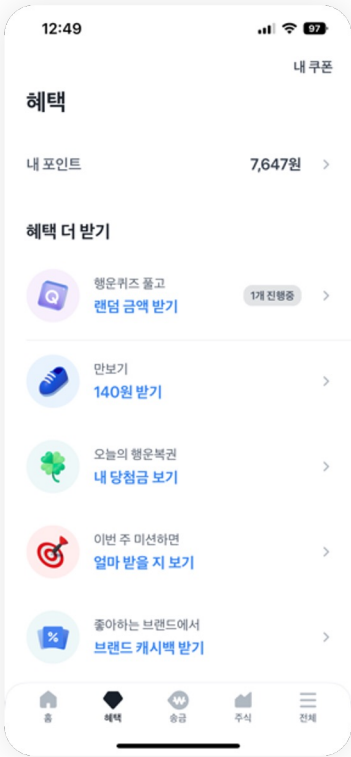 12:49
97
내 쿠폰
혜택
내 포인트
7,647원
혜택 더 받기
행운퀴즈 풀고
랜덤 금액 받기
1개 진행중
만보기
140원 받기
오늘의 행운복권
내 당첨금 보기
이번 주 미션하면
얼마 받을 지 보기
좋아하는 브랜드에서
브랜드 캐시백 받기
홈
혜택
송금
주식
전체